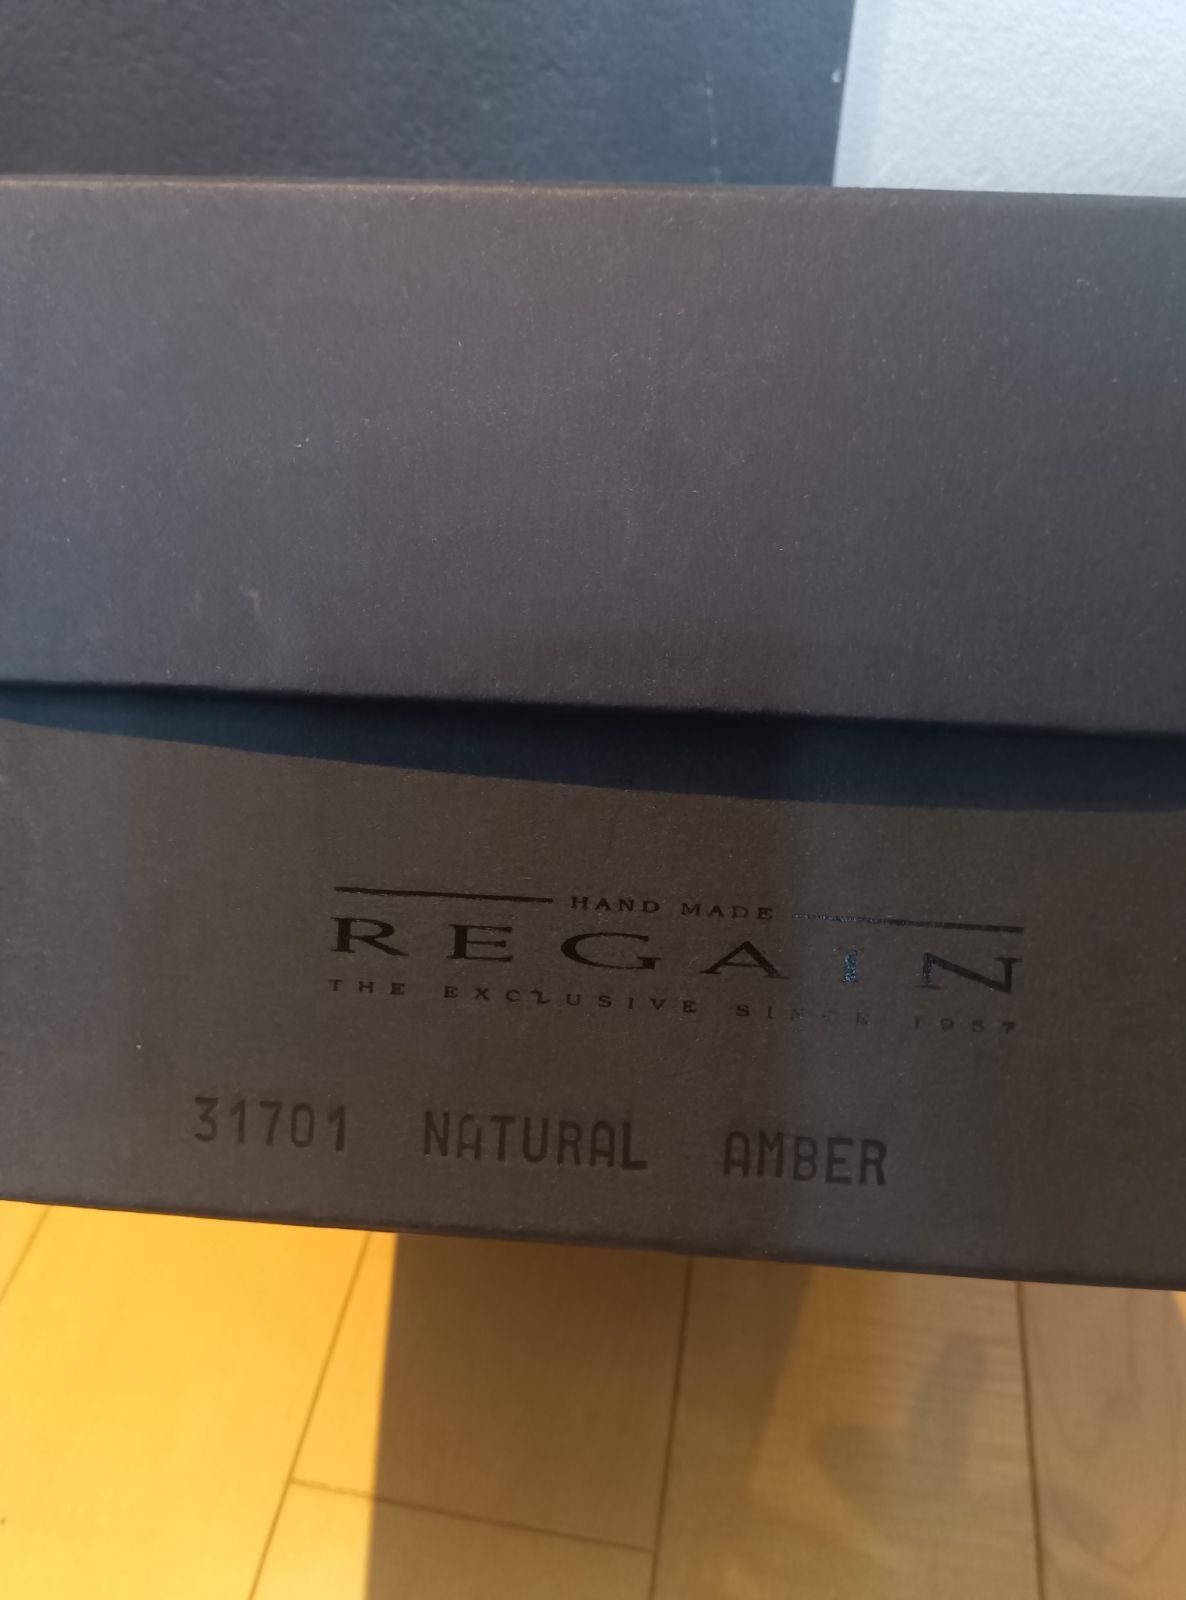 HAND MADE
REGAIN
THE EXCLUSIVE SINCE 1957
31701 NATURAL AMBER